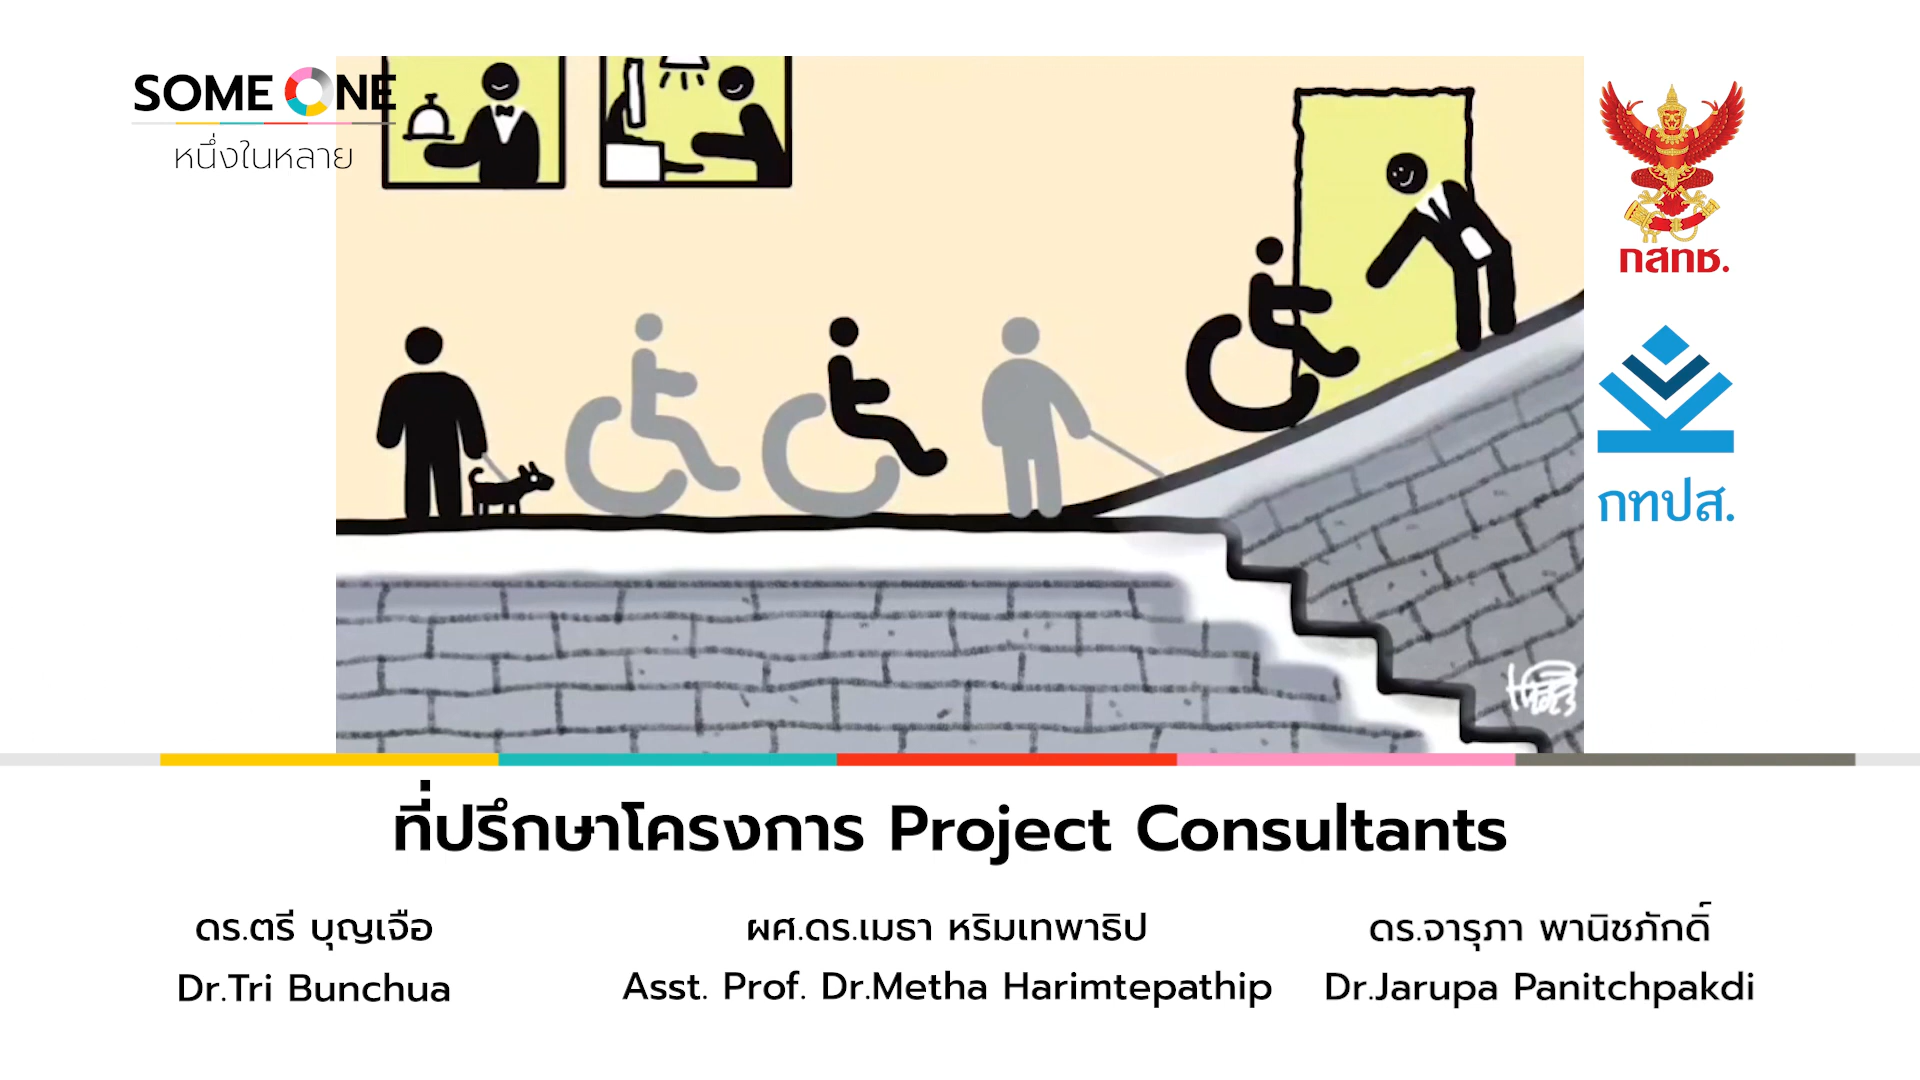 SOME ONE
หนึ่งในหลาย
กสทช.
กทปส.
ที่ปรึกษาโครงการ Project Consultants
ดร.ตรี บุญเจือ
Dr.Tri Bunchua
ผศ.ดร.เมธา หริมเทพาธิป
Asst. Prof. Dr.Metha Harimtepathip
ดร.จารุภา พานิชภักดิ์
Dr.Jarupa Panitchpakdi